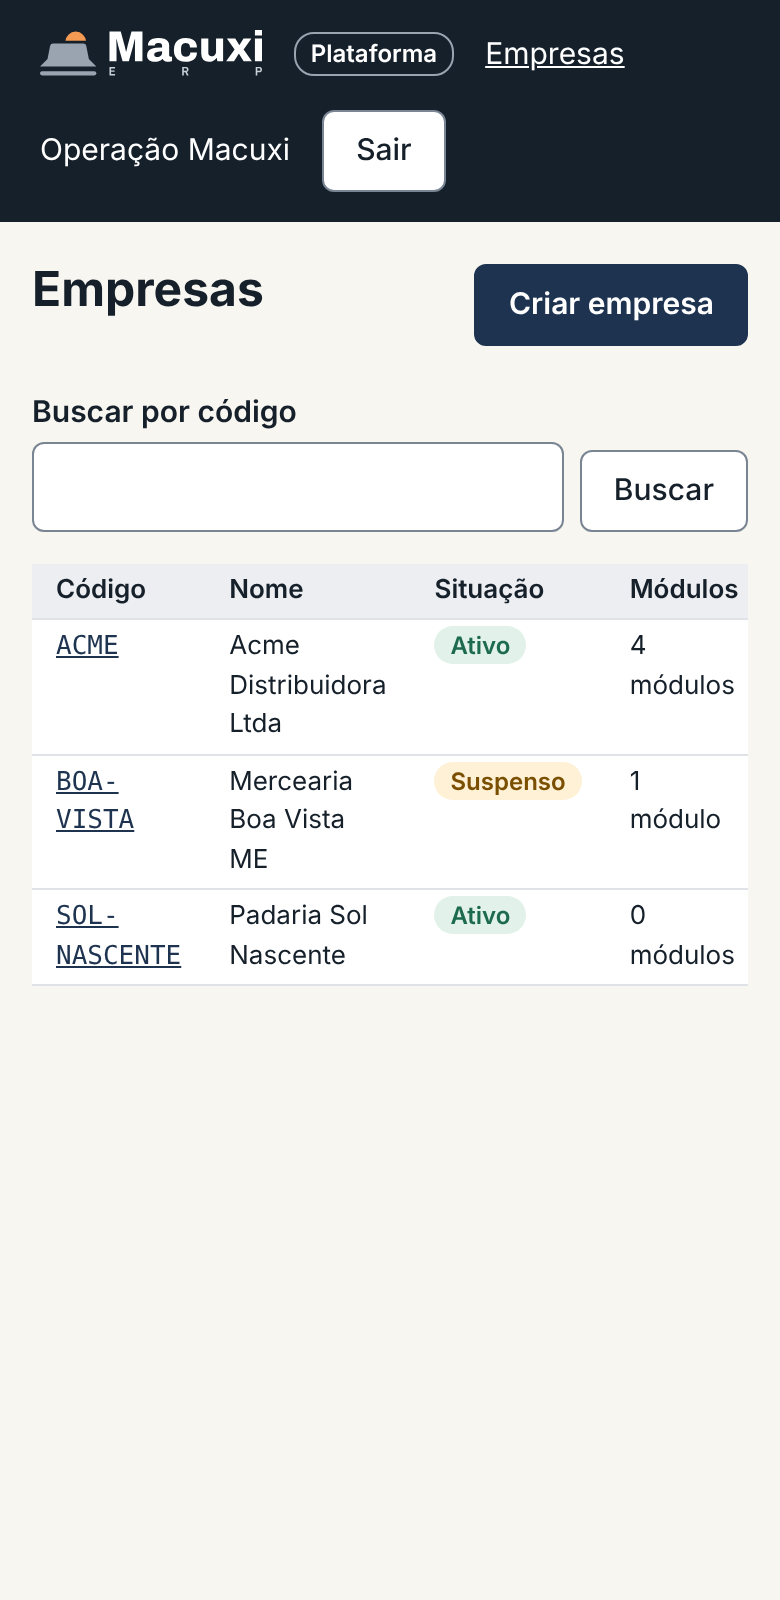 Macuxi
E R P
Plataforma
Empresas
Operação Macuxi
Sair
Empresas
Criar empresa
Buscar por código
Buscar
Código Nome Situação Módulos
ACME Acme Distribuidora Ltda Ativo 4 módulos
BOA-VISTA Mercearia Boa Vista ME Suspenso 1 módulo
SOL-NASCENTE Padaria Sol Nascente Ativo 0 módulos